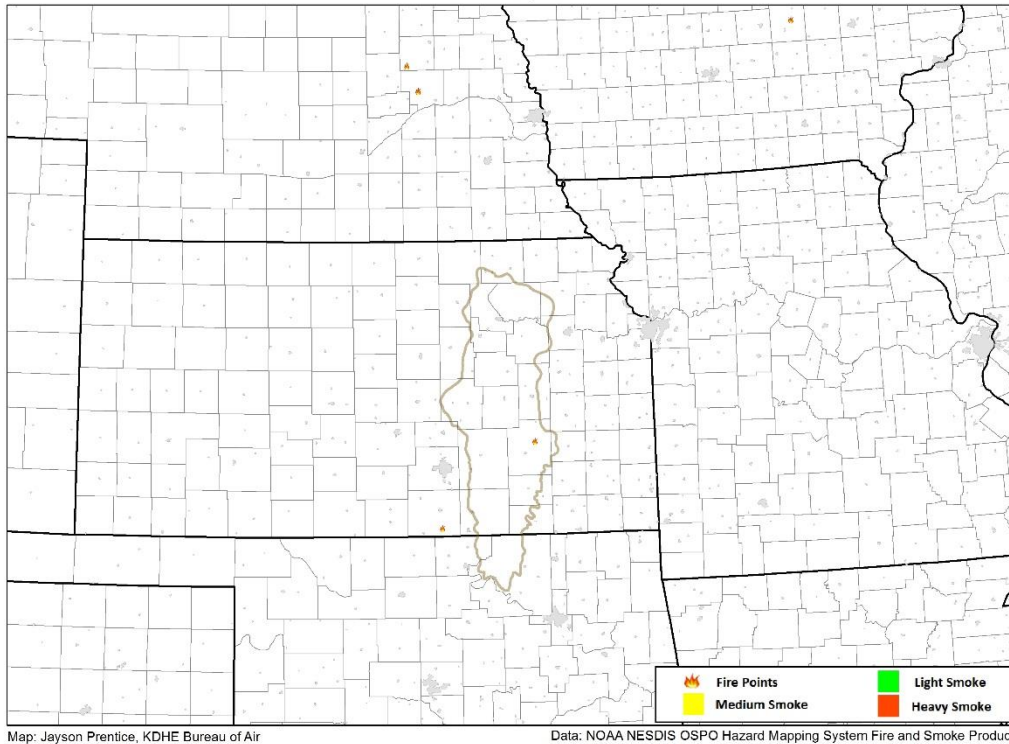 Fire Points
Light Smoke
Medium Smoke
Heavy Smoke
Map: Jayson Prentice, KDHE Bureau of Air
Data: NOAA NESDIS OSPO Hazard Mapping System Fire and Smoke Produc